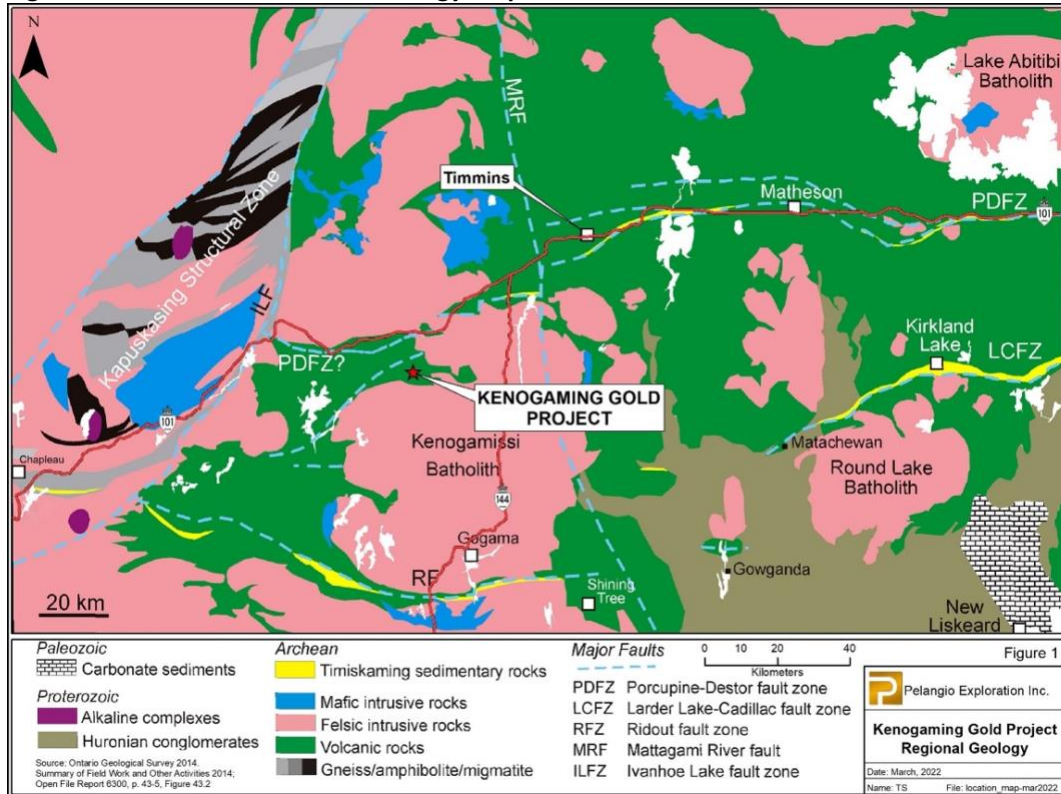 N
Lake Abitibi
Batholith
MRF
Timmins
Matheson
PDFZ
101
Kapuskasing Structural Zone
ILF
Kirkland
Lake
LCFZ
PDFZ?
KENOGAMING GOLD
PROJECT
101
Matachewan
Kenogamissi
Batholith
Round Lake
Batholith
Chapleau
144
Gogama
Gowganda
RF
Shining
Tree
20 km
New
Liskeard
Paleozoic
Carbonate sediments
Proterozoic
Alkaline complexes
Huronian conglomerates
Source: Ontario Geological Survey 2014.
Summary of Field Work and Other Activities 2014;
Open File Report 6300, p. 43-5, Figure 43.2
Archean
Timiskaming sedimentary rocks
Mafic intrusive rocks
Felsic intrusive rocks
Volcanic rocks
Gneiss/amphibolite/migmatite
Major Faults
0 10 20 40
Kilometers
PDFZ Porcupine-Destor fault zone
LCFZ Larder Lake-Cadillac fault zone
RFZ Ridout fault zone
MRF Mattagami River fault
ILFZ Ivanhoe Lake fault zone
Figure 1
Pelangio Exploration Inc.
Kenogaming Gold Project
Regional Geology
Date: March, 2022
Name: TS File: location_map-mar2022